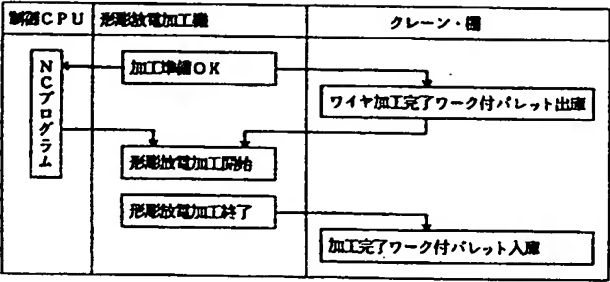 制御CPU
形彫放電加工機
クレーン・棚
加工準備OK
NCプログラム
ワイヤ加工完了ワーク付パレット出庫
形彫放電加工開始
形彫放電加工終了
加工完了ワーク付パレット入庫